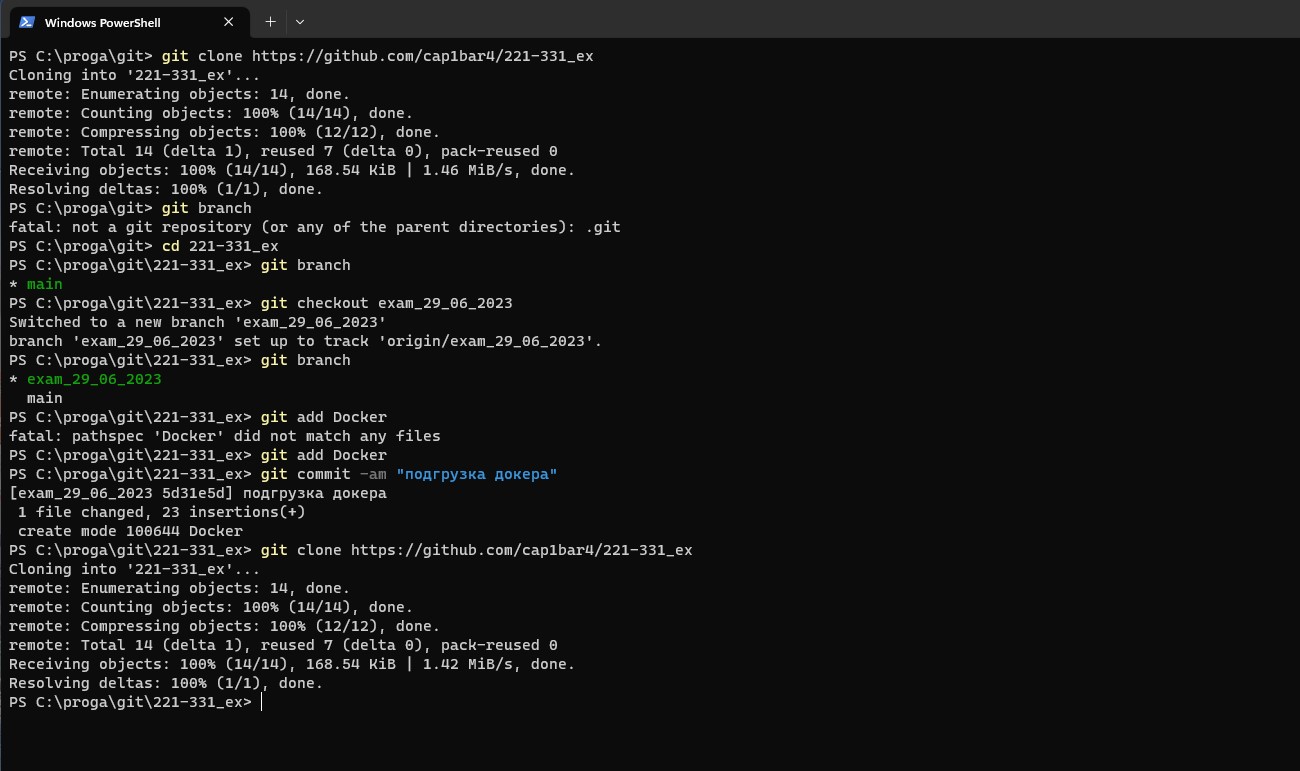 Windows PowerShell
PS C:\proga\git> git clone https://github.com/cap1bar4/221-331_ex
Cloning into '221-331_ex'...
remote: Enumerating objects: 14, done.
remote: Counting objects: 100% (14/14), done.
remote: Compressing objects: 100% (12/12), done.
remote: Total 14 (delta 1), reused 7 (delta 0), pack-reused 0
Receiving objects: 100% (14/14), 168.54 KiB | 1.46 MiB/s, done.
Resolving deltas: 100% (1/1), done.
PS C:\proga\git> git branch
fatal: not a git repository (or any of the parent directories): .git
PS C:\proga\git> cd 221-331_ex
PS C:\proga\git\221-331_ex> git branch
* main
PS C:\proga\git\221-331_ex> git checkout exam_29_06_2023
Switched to a new branch 'exam_29_06_2023'
branch 'exam_29_06_2023' set up to track 'origin/exam_29_06_2023'.
PS C:\proga\git\221-331_ex> git branch
* exam_29_06_2023
  main
PS C:\proga\git\221-331_ex> git add Docker
fatal: pathspec 'Docker' did not match any files
PS C:\proga\git\221-331_ex> git add Docker
PS C:\proga\git\221-331_ex> git commit -am "подгрузка докера"
[exam_29_06_2023 5d31e5d] подгрузка докера
 1 file changed, 23 insertions(+)
 create mode 100644 Docker
PS C:\proga\git\221-331_ex> git clone https://github.com/cap1bar4/221-331_ex
Cloning into '221-331_ex'...
remote: Enumerating objects: 14, done.
remote: Counting objects: 100% (14/14), done.
remote: Compressing objects: 100% (12/12), done.
remote: Total 14 (delta 1), reused 7 (delta 0), pack-reused 0
Receiving objects: 100% (14/14), 168.54 KiB | 1.42 MiB/s, done.
Resolving deltas: 100% (1/1), done.
PS C:\proga\git\221-331_ex>